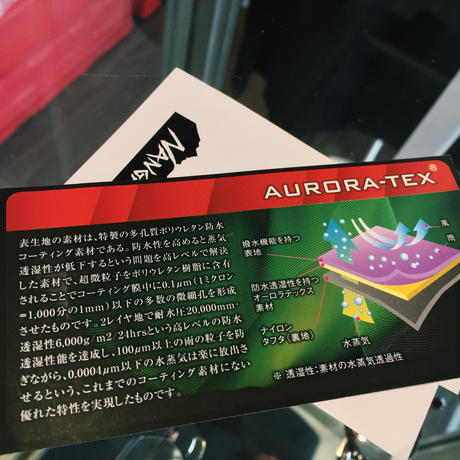 NANG
AURORA-TEX®
表生地の素材は、特製の多孔質ポリウレタン防水
コーティング素材である。防水性を高めると蒸気
透湿性が低下するという問題を高レベルで解決
した素材で、超微粒子をポリウレタン樹脂に含有
されることでコーティング膜中に0.1μm(1ミクロン
=1,000分の1mm)以下の多数の微細孔を形成
させたものです。2レイヤ地で耐水圧20,000mm・
透湿性6,000g/m2/24hrsという高レベルの防水
透湿性能を達成し、100μm以上の雨の粒子を防
ぎながら、0.0004μm以下の水蒸気は楽に放出さ
せるという、これまでのコーティング素材にない
優れた特性を実現したものです。
風
雨
撥水機能を持つ
表地
防水透湿性を持つ
オーロラテックス
素材
ナイロン
タフタ(裏地)
水蒸気
※ 透湿性:素材の水蒸気透過性